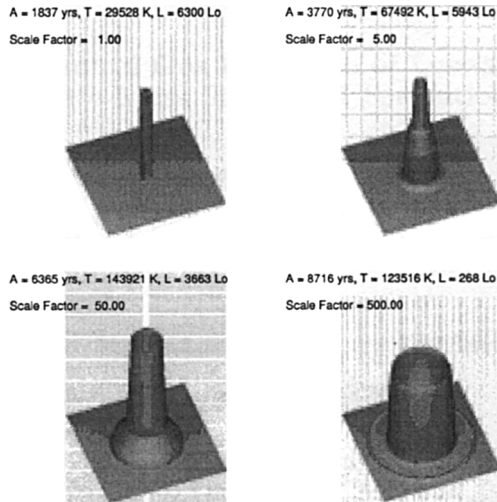 A = 1837 yrs, T = 29528 K, L = 6300 Lo
Scale Factor = 1.00
A = 3770 yrs, T = 67492 K, L = 5943 Lo
Scale Factor = 5.00
A = 6365 yrs, T = 143921 K, L = 3663 Lo
Scale Factor = 50.00
A = 8716 yrs, T = 123516 K, L = 268 Lo
Scale Factor = 500.00